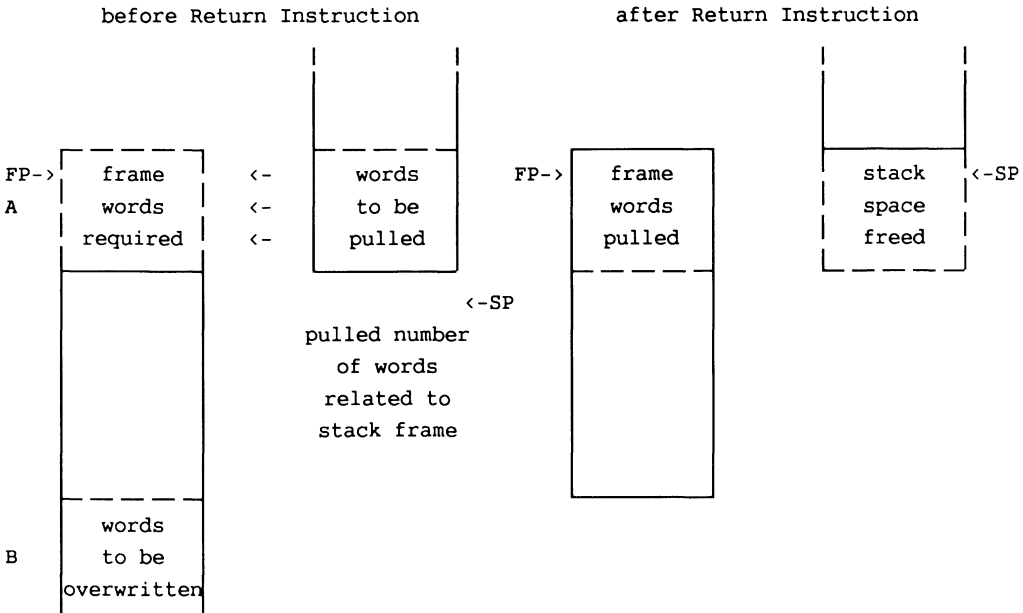 before Return Instruction
after Return Instruction
FP-> frame <- words
A words <- to be
required <- pulled
<-SP
pulled number
of words
related to
stack frame
words
B to be
overwritten
FP-> frame
words
pulled
stack <-SP
space
freed